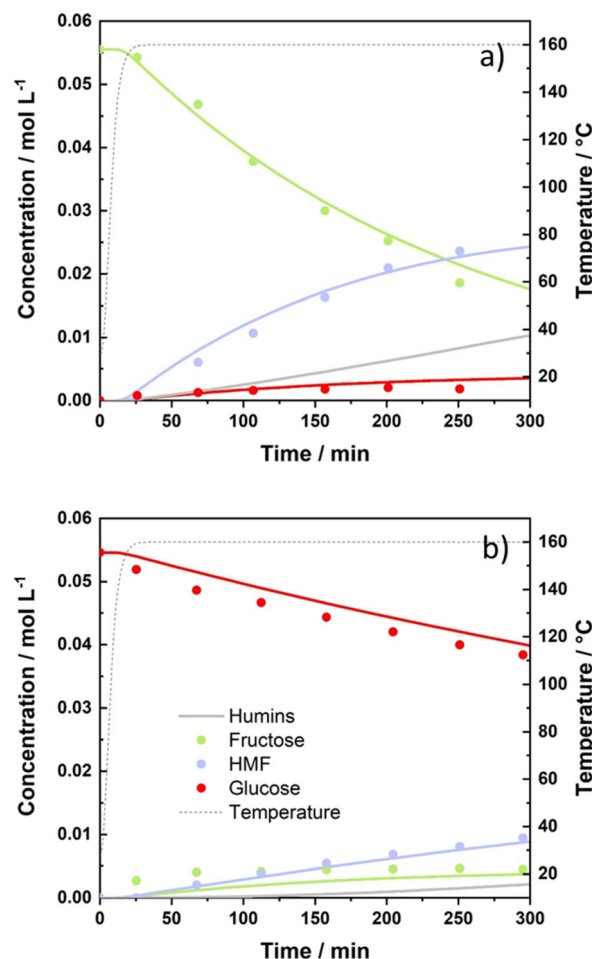 a)
Concentration / mol L-1
0.06
0.05
0.04
0.03
0.02
0.01
0.00
160
140
120
100
80
60
40
20
Temperature / °C
0 50 100 150 200 250 300
Time / min
b)
Concentration / mol L-1
0.06
0.05
0.04
0.03
0.02
0.01
0.00
Humins
Fructose
HMF
Glucose
Temperature
160
140
120
100
80
60
40
20
Temperature / °C
0 50 100 150 200 250 300
Time / min